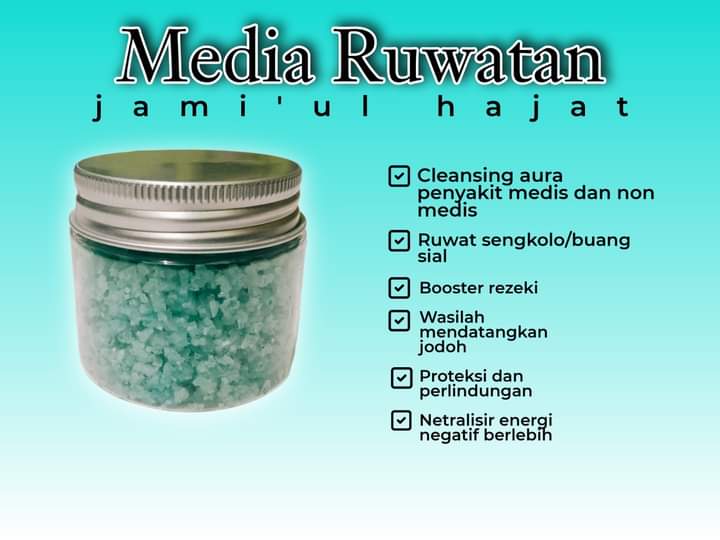 Media Ruwatan
jami'ul hajat
Cleansing aura
penyakit medis dan non
medis
Ruwat sengkolo/buang
sial
Booster rezeki
Wasilah
mendatangkan
jodoh
Proteksi dan
perlindungan
Netralisir energi
negatif berlebih